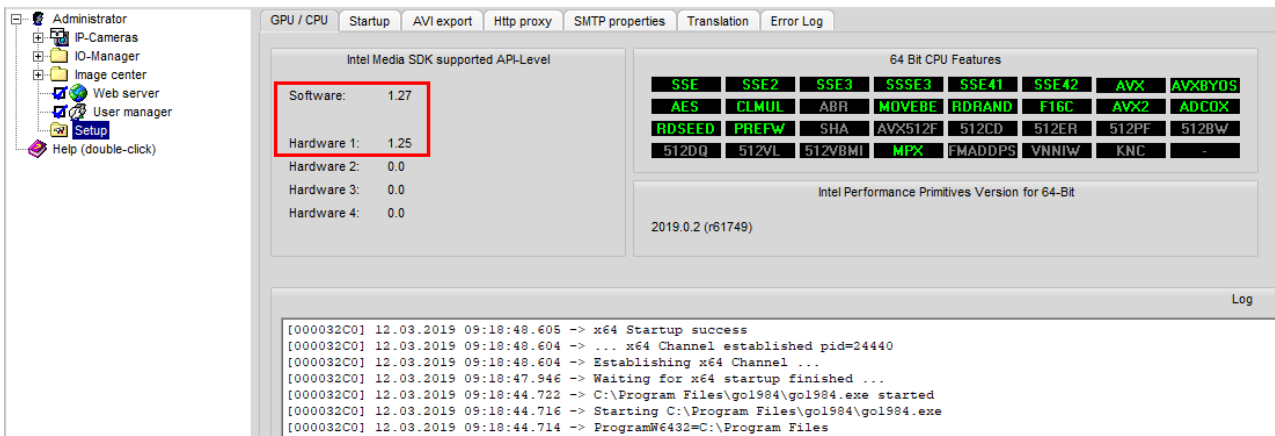 Administrator
IP-Cameras
IO-Manager
Image center
Web server
User manager
Setup
Help (double-click)
GPU / CPU Startup AVI export Http proxy SMTP properties Translation Error Log
Intel Media SDK supported API-Level
Software: 1.27
Hardware 1: 1.25
Hardware 2: 0.0
Hardware 3: 0.0
Hardware 4: 0.0
64 Bit CPU Features
SSE SSE2 SSE3 SSSE3 SSE41 SSE42 AVX AVXBYOS
AES CLMUL ABR MOVEBE RDRAND F16C AVX2 ADCOX
RDSEED PREFW SHA AVX512F 512CD 512ER 512PF 512BW
512DQ 512VL 512VBMI MPX FMADDPS VNNIW KNC -
Intel Performance Primitives Version for 64-Bit
2019.0.2 (r61749)
Log
[000032C0] 12.03.2019 09:18:48.605 -> x64 Startup success
[000032C0] 12.03.2019 09:18:48.604 -> ... x64 Channel established pid=24440
[000032C0] 12.03.2019 09:18:48.604 -> Establishing x64 Channel ...
[000032C0] 12.03.2019 09:18:47.946 -> Waiting for x64 startup finished ...
[000032C0] 12.03.2019 09:18:44.722 -> C:\Program Files\go1984\go1984.exe started
[000032C0] 12.03.2019 09:18:44.716 -> Starting C:\Program Files\go1984\go1984.exe
[000032C0] 12.03.2019 09:18:44.714 -> ProgramW6432=C:\Program Files